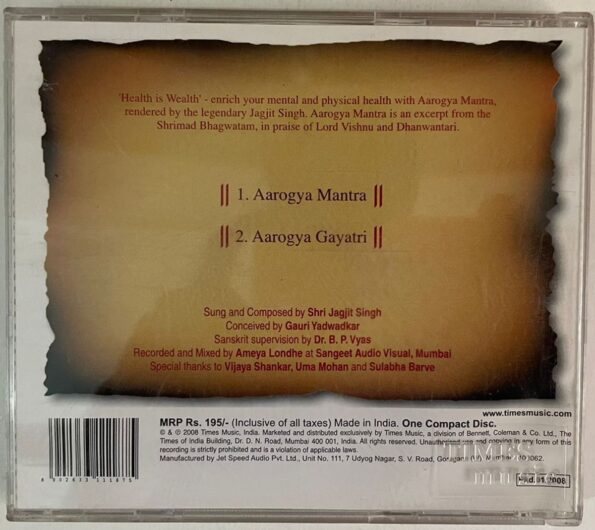 'Health is Wealth' - enrich your mental and physical health with Aarogya Mantra,
rendered by the legendary Jagjit Singh. Aarogya Mantra is an excerpt from the
Shrimad Bhagwatam, in praise of Lord Vishnu and Dhanwantari.
|| 1. Aarogya Mantra ||
|| 2. Aarogya Gayatri ||
Sung and Composed by Shri Jagjit Singh
Conceived by Gauri Yadwadkar
Sanskrit supervision by Dr. B. P. Vyas
Recorded and Mixed by Ameya Londhe at Sangeet Audio Visual, Mumbai
Special thanks to Vijaya Shankar, Uma Mohan and Sulabha Barve
www.timesmusic.com
MRP Rs. 195/- (Inclusive of all taxes) Made in India. One Compact Disc.
© & ℗ 2008 Times Music, India. Marketed and distributed exclusively by Times Music, a division of Bennett, Coleman & Co. Ltd., The
Times of India Building, Dr. D. N. Road, Mumbai 400 001, India. All rights reserved. Unauthorised use and copying in any form of this
recording is strictly prohibited and is a violation of applicable laws.
Manufactured by Jet Speed Audio Pvt. Ltd., Unit No. 111, 7 Udyog Nagar, S. V. Road, Goregaon (W), Mumbai 400062.
TIMES
music
Pkd.01.2008